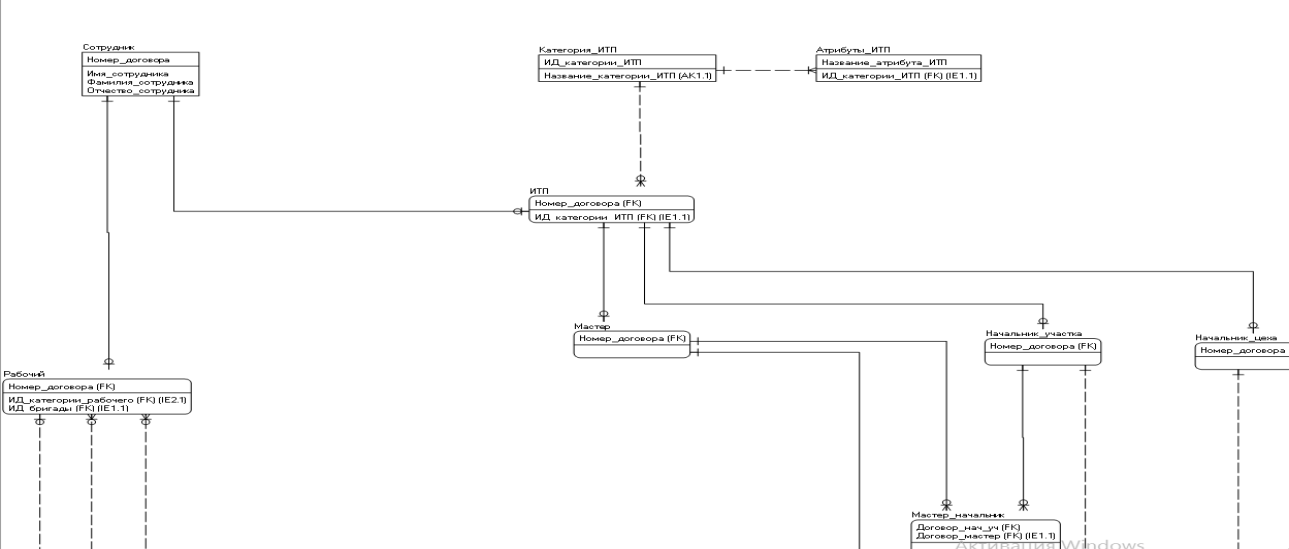 Сотрудник
Номер_договора
Имя_сотрудника
Фамилия_сотрудника
Отчество_сотрудника
Категория_ИТП
ИД_категории_ИТП
Название_категории_ИТП (AK1.1)
Атрибуты_ИТП
Название_атрибута_ИТП
ИД_категории_ИТП (FK) (IE1.1)
ИТП
Номер_договора (FK)
ИД_категории_ИТП (FK) (IE1.1)
Мастер
Номер_договора (FK)
Начальник_участка
Номер_договора (FK)
Начальник_цеха
Номер_договора
Рабочий
Номер_договора (FK)
ИД_категории_рабочего (FK) (IE2.1)
ИД_бригады (FK) (IE1.1)
Мастер_начальник
Договор_нач_уч (FK)
Договор_мастер (FK) (IE1.1)
Активация Windows